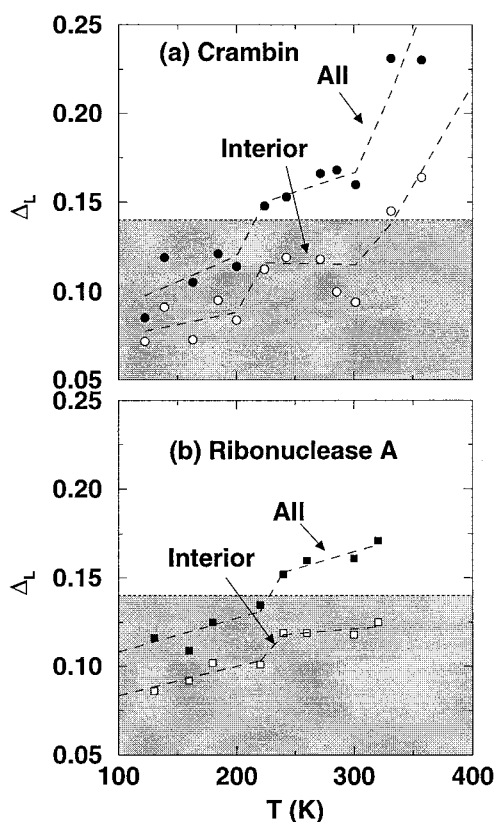 0.25
(a) Crambin
All
0.20
Interior
Δ_L
0.15
0.10
0.05
0.25
(b) Ribonuclease A
0.20
All
Interior
Δ_L
0.15
0.10
0.05
100 200 300 400
T (K)